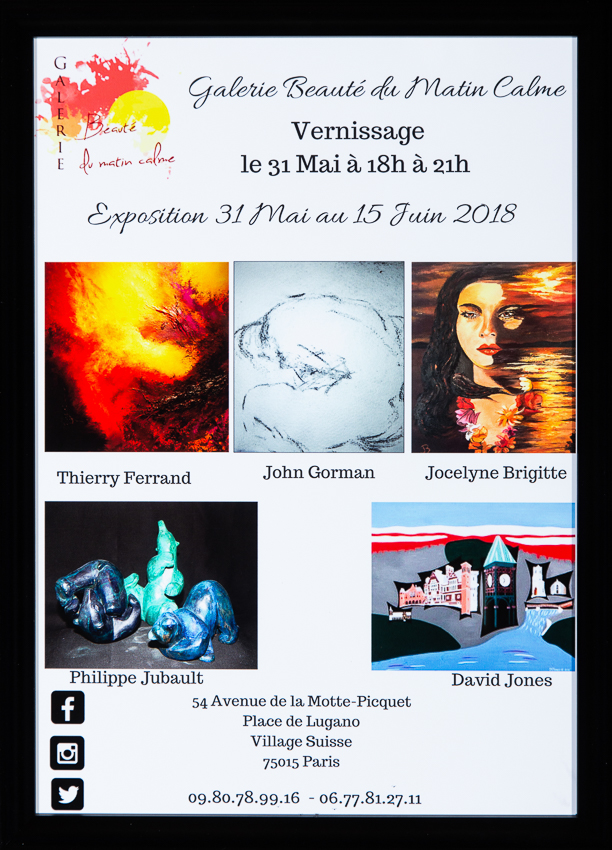 GALERIE
Beauté
du matin calme
Galerie Beauté du Matin Calme
Vernissage
le 31 Mai à 18h à 21h
Exposition 31 Mai au 15 Juin 2018
Thierry Ferrand
John Gorman
Jocelyne Brigitte
Philippe Jubault
David Jones
54 Avenue de la Motte-Picquet
Place de Lugano
Village Suisse
75015 Paris
09.80.78.99.16 - 06.77.81.27.11